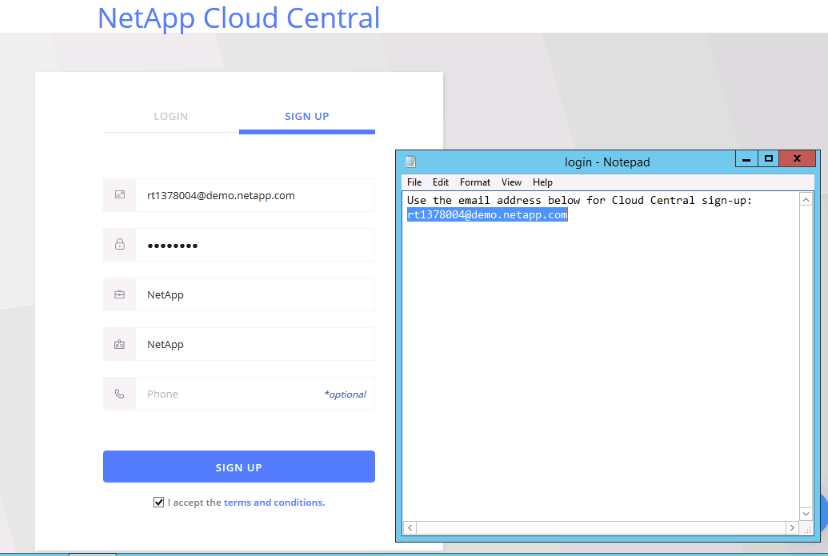 NetApp Cloud Central
LOGIN
SIGN UP
rt1378004@demo.netapp.com
••••••••
NetApp
NetApp
Phone
*optional
SIGN UP
I accept the terms and conditions.
login - Notepad
File Edit Format View Help
Use the email address below for Cloud Central sign-up:
rt1378004@demo.netapp.com